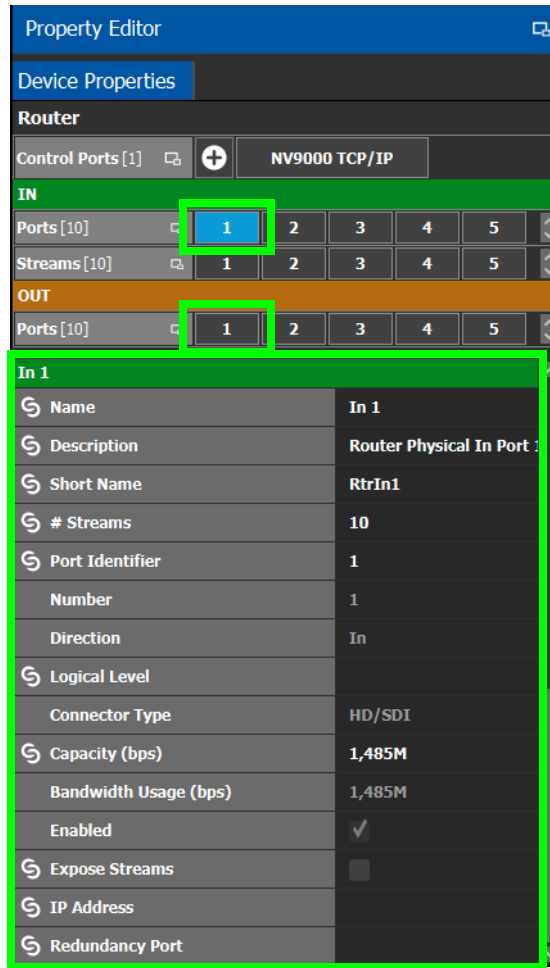 Property Editor
Device Properties
Router
Control Ports [1] NV9000 TCP/IP
IN
Ports [10] 1 2 3 4 5
Streams [10] 1 2 3 4 5
OUT
Ports [10] 1 2 3 4 5
In 1
Name In 1
Description Router Physical In Port
Short Name RtrIn1
# Streams 10
Port Identifier 1
Number 1
Direction In
Logical Level
Connector Type HD/SDI
Capacity (bps) 1,485M
Bandwidth Usage (bps) 1,485M
Enabled
Expose Streams
IP Address
Redundancy Port